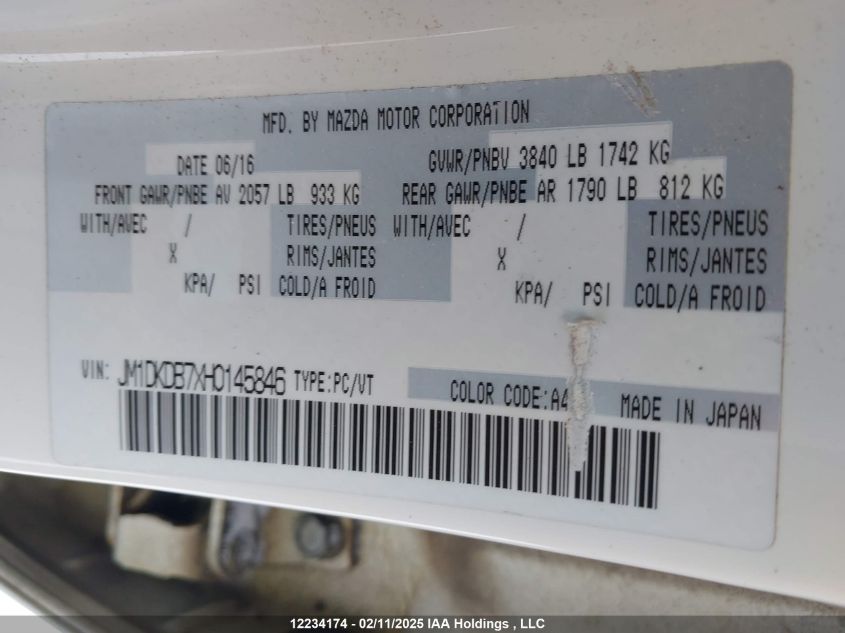 MFD. BY MAZDA MOTOR CORPORATION
DATE 06/16 GVWR/PNBV 3840 LB 1742 KG
FRONT GAWR/PNBE AV 2057 LB 933 KG REAR GAWR/PNBE AR 1790 LB 812 KG
WITH/AVEC / TIRES/PNEUS WITH/AVEC / TIRES/PNEUS
X RIMS/JANTES X RIMS/JANTES
KPA/ PSI COLD/A FROID KPA/ PSI COLD/A FROID
VIN: JM1DKDB7XH0145846 TYPE:PC/VT COLOR CODE:A4 MADE IN JAPAN
12234174 - 02/11/2025 IAA Holdings , LLC